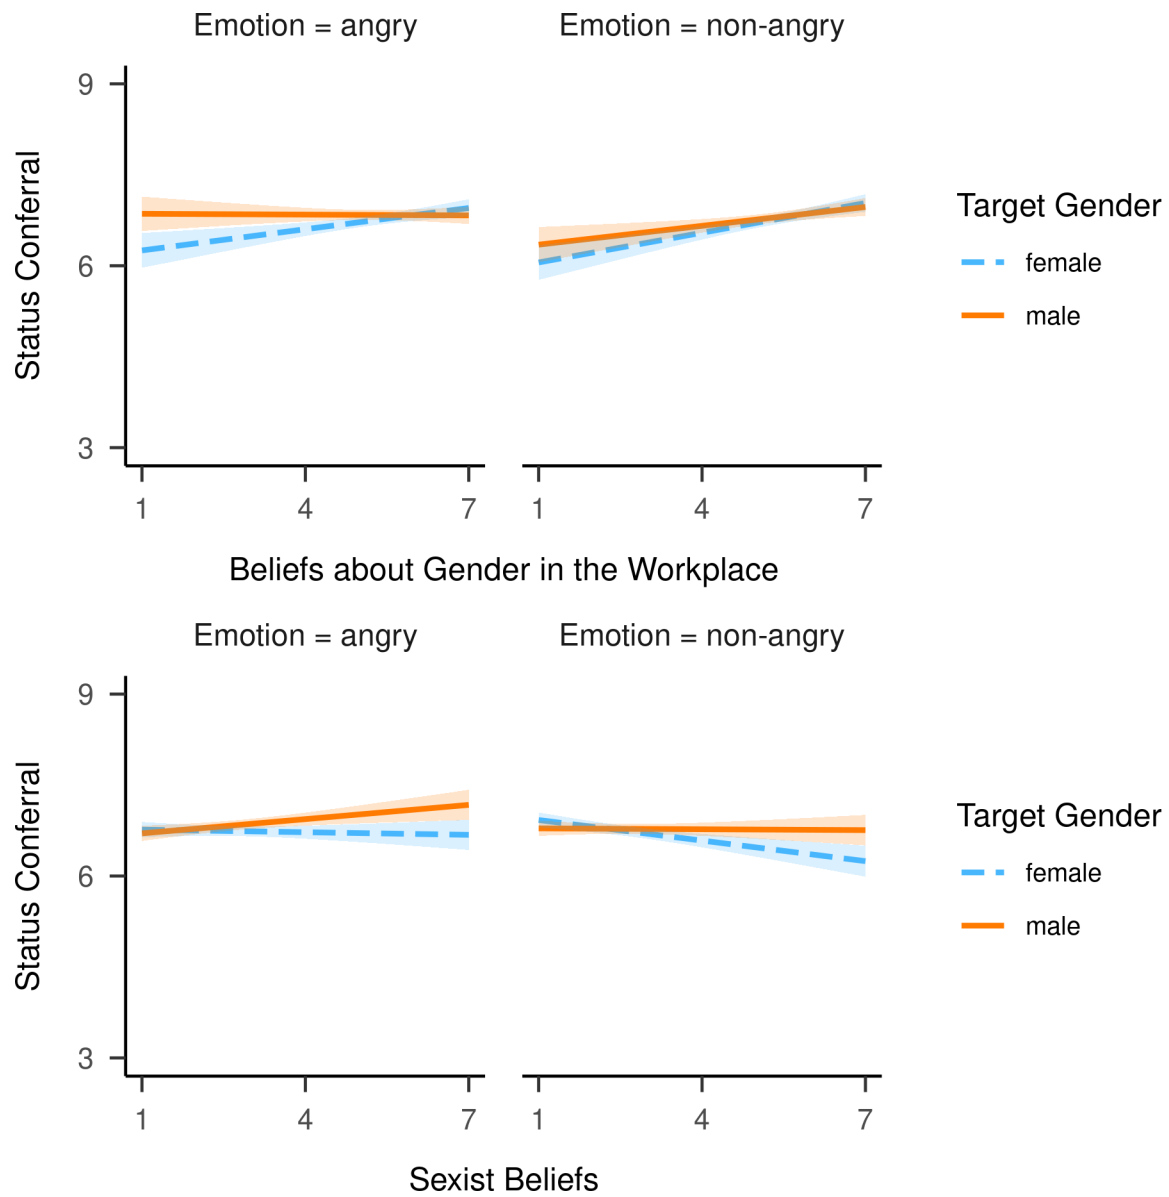 Emotion = angry
Emotion = non-angry
9
6
3
Status Conferral
1
4
7
1
4
7
Beliefs about Gender in the Workplace
Target Gender
female
male
Emotion = angry
Emotion = non-angry
9
6
3
Status Conferral
1
4
7
1
4
7
Sexist Beliefs
Target Gender
female
male